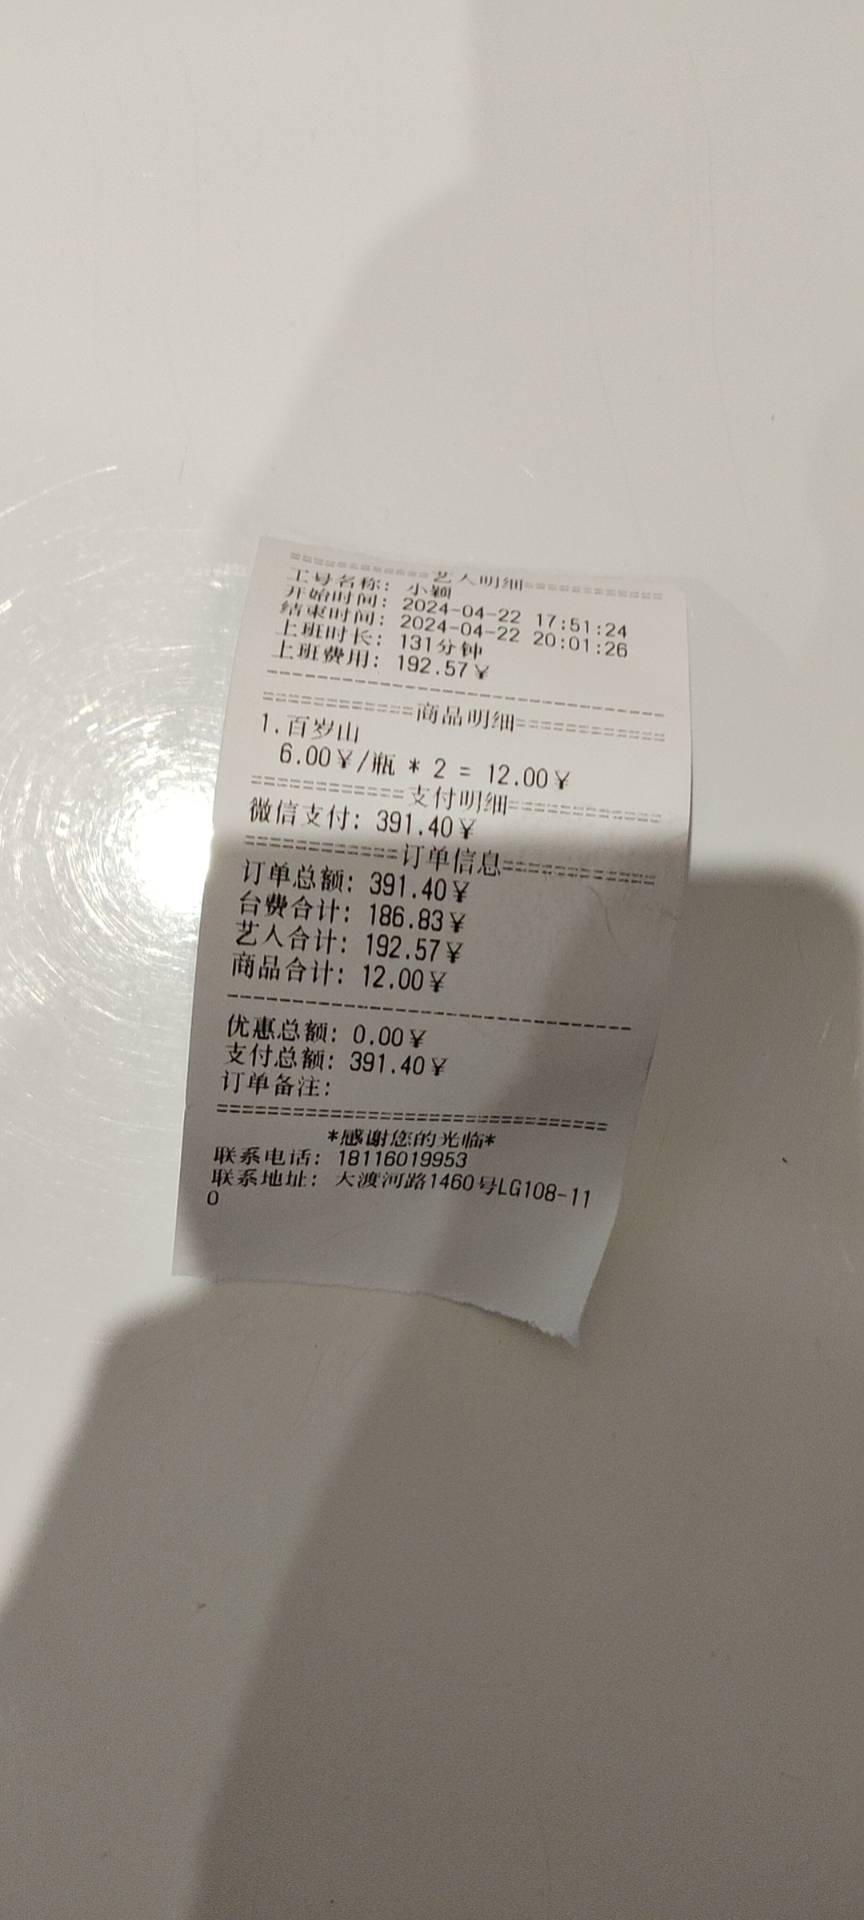 ============艺人明细============
工号名称: 小颖
开始时间: 2024-04-22 17:51:24
结束时间: 2024-04-22 20:01:26
上班时长: 131分钟
上班费用: 192.57¥
--------------------------------
============商品明细============
1.百岁山
6.00¥/瓶 * 2 = 12.00¥
============支付明细============
微信支付: 391.40¥
============订单信息============
订单总额: 391.40¥
台费合计: 186.83¥
艺人合计: 192.57¥
商品合计: 12.00¥
--------------------------------
优惠总额: 0.00¥
支付总额: 391.40¥
订单备注:
================================
*感谢您的光临*
联系电话: 18116019953
联系地址: 大渡河路1460号LG108-11
0